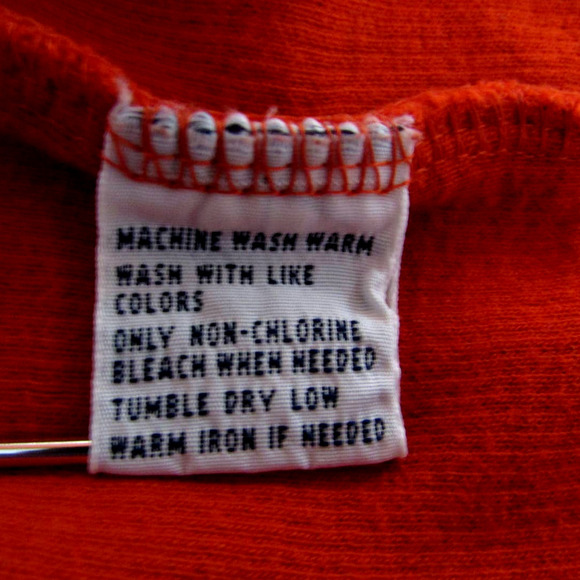 MACHINE WASH WARM
WASH WITH LIKE
COLORS
ONLY NON-CHLORINE
BLEACH WHEN NEEDED
TUMBLE DRY LOW
WARM IRON IF NEEDED